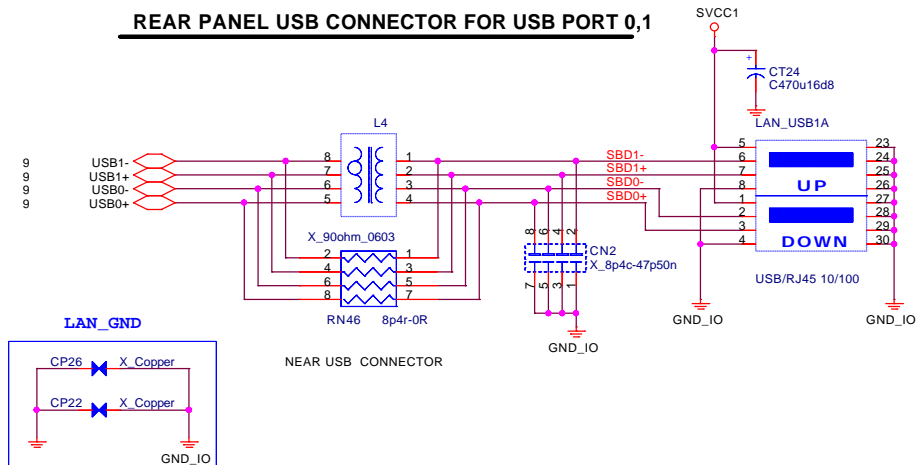 REAR PANEL USB CONNECTOR FOR USB PORT 0,1
SVCC1
+
CT24
C470u16d8
L4
LAN_USB1A
9 USB1- 8 1 SBD1- 5 23
9 USB1+ 7 2 SBD1+ 6 24
9 USB0- 6 3 SBD0- 7 25
9 USB0+ 5 4 SBD0+ 8 26
UP
1 27
2 28
3 29
4 30
DOWN
X_90ohm_0603
2 1
4 3
6 5
8 7
RN46 8p4r-0R
8 6 4 2
CN2
X_8p4c-47p50n
7 5 3 1
GND_IO
USB/RJ45 10/100
GND_IO
GND_IO
NEAR USB CONNECTOR
LAN_GND
CP26 X_Copper
CP22 X_Copper
GND_IO